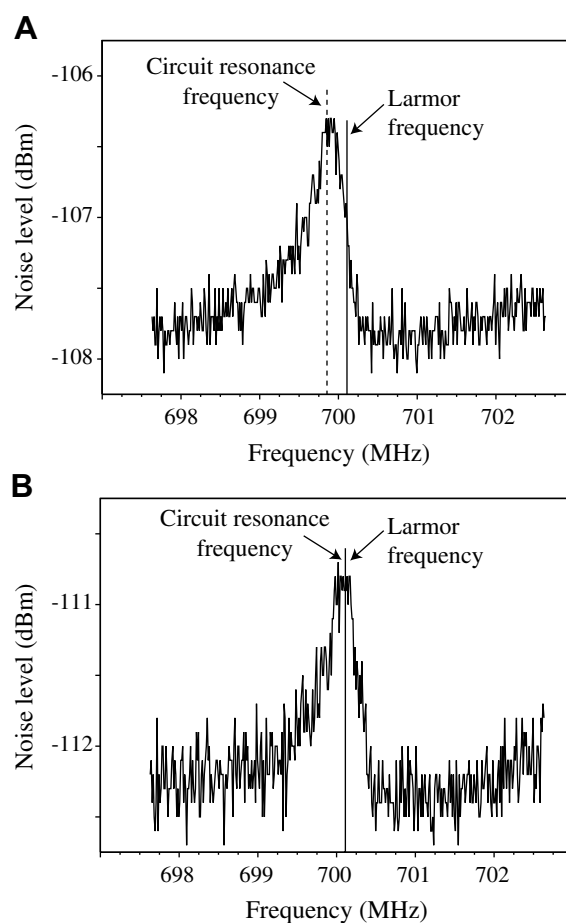 A
-106
-107
-108
Noise level (dBm)
Circuit resonance
frequency
Larmor
frequency
698 699 700 701 702
Frequency (MHz)
B
-111
-112
Noise level (dBm)
Circuit resonance
frequency
Larmor
frequency
698 699 700 701 702
Frequency (MHz)